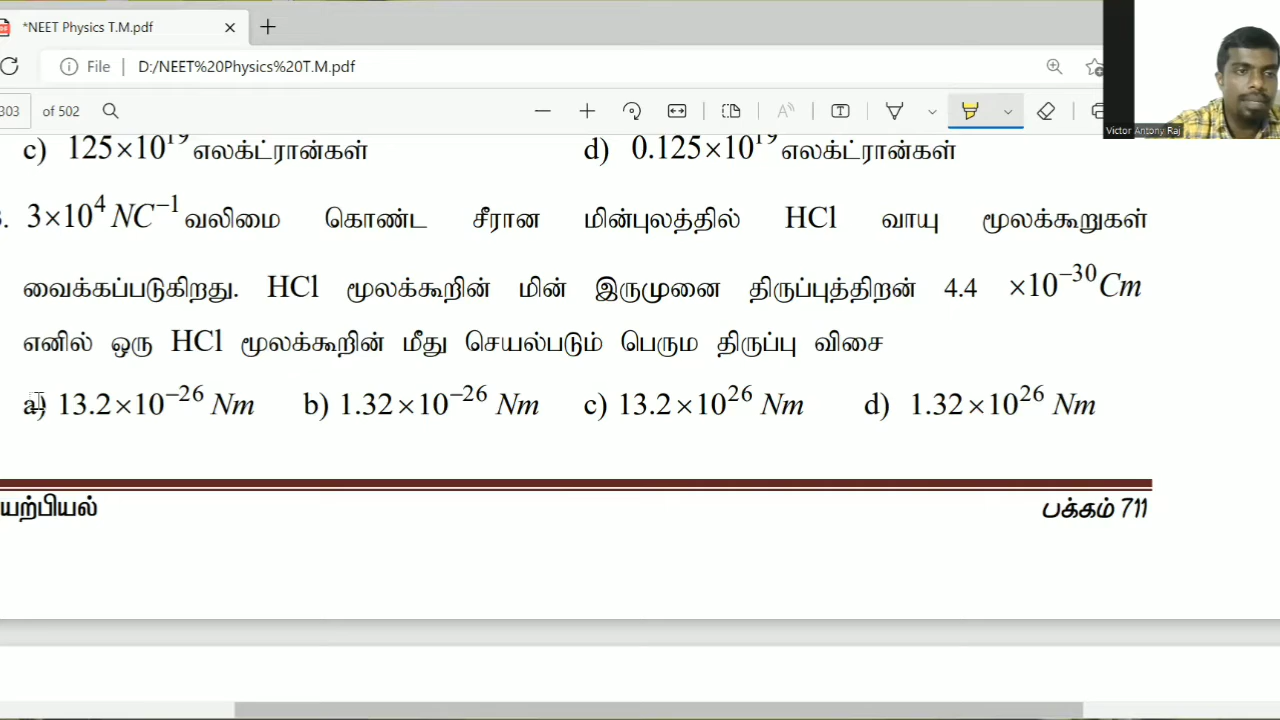 *NEET Physics T.M.pdf
File | D:/NEET%20Physics%20T.M.pdf
303 of 502
Victor Antony Raj
c) 125×10¹⁹ எலக்ட்ரான்கள் d) 0.125×10¹⁹ எலக்ட்ரான்கள்
3×10⁴ NC⁻¹ வலிமை கொண்ட சீரான மின்புலத்தில் HCl வாயு மூலக்கூறுகள்
வைக்கப்படுகிறது. HCl மூலக்கூறின் மின் இருமுனை திருப்புத்திறன் 4.4 ×10⁻³⁰ Cm
எனில் ஒரு HCl மூலக்கூறின் மீது செயல்படும் பெரும திருப்பு விசை
a) 13.2×10⁻²⁶ Nm b) 1.32×10⁻²⁶ Nm c) 13.2×10²⁶ Nm d) 1.32×10²⁶ Nm
யற்பியல் பக்கம் 711